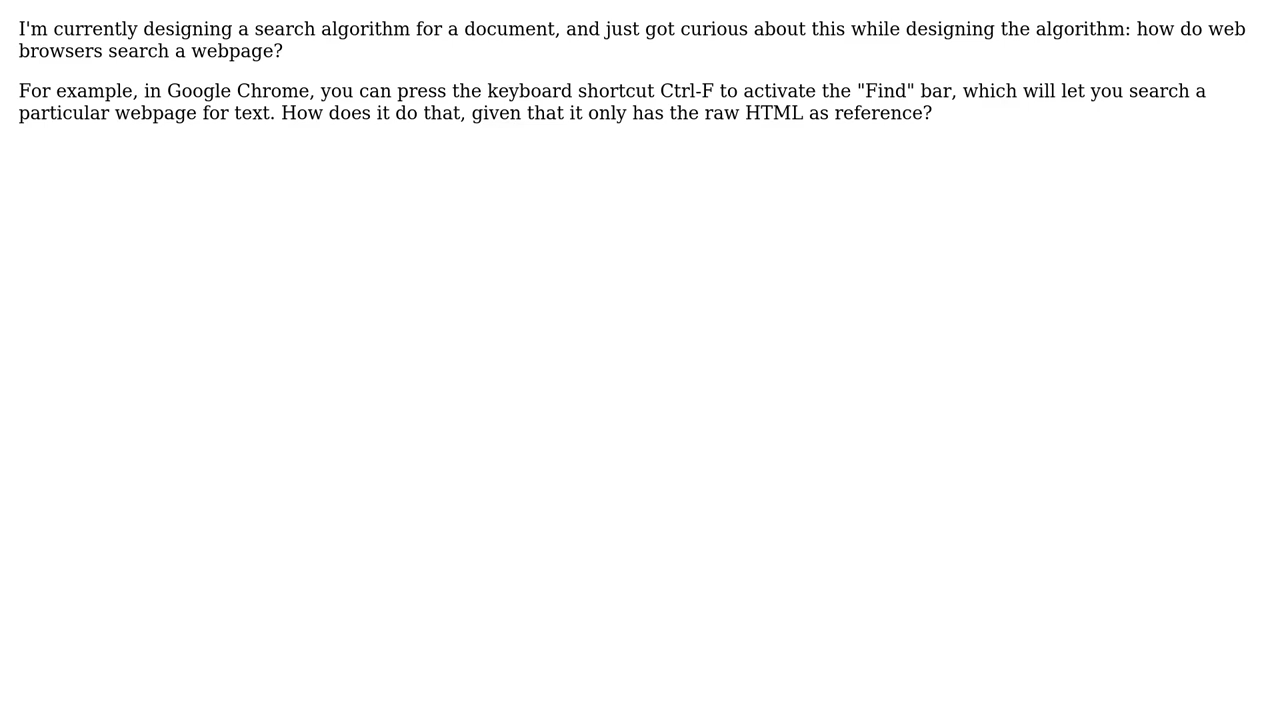 I'm currently designing a search algorithm for a document, and just got curious about this while designing the algorithm: how do web
browsers search a webpage?
For example, in Google Chrome, you can press the keyboard shortcut Ctrl-F to activate the "Find" bar, which will let you search a
particular webpage for text. How does it do that, given that it only has the raw HTML as reference?